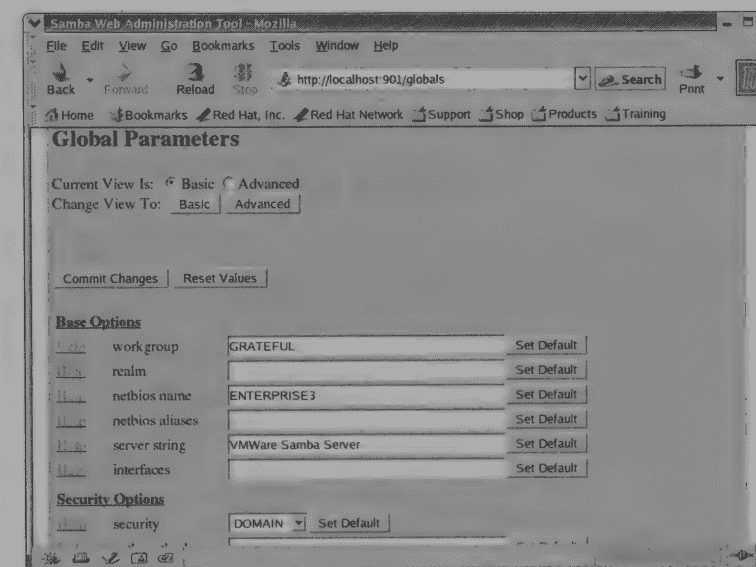 Samba Web Administration Tool - Mozilla
File Edit View Go Bookmarks Tools Window Help
Back Forward Reload Stop http://localhost:901/globals Search Print
Home Bookmarks Red Hat, Inc. Red Hat Network Support Shop Products Training
Global Parameters
Current View Is: Basic Advanced
Change View To: Basic Advanced
Commit Changes Reset Values
Base Options
workgroup GRATEFUL Set Default
realm Set Default
netbios name ENTERPRISE3 Set Default
netbios aliases Set Default
server string VMWare Samba Server Set Default
interfaces Set Default
Security Options
security DOMAIN Set Default